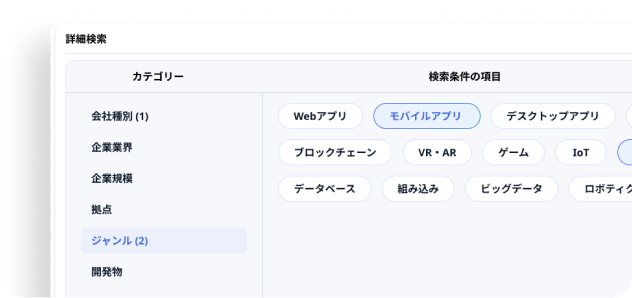 詳細検索
カテゴリー 検索条件の項目
会社種別 (1)
企業業界
企業規模
拠点
ジャンル (2)
開発物
Webアプリ モバイルアプリ デスクトップアプリ
ブロックチェーン VR・AR ゲーム IoT
データベース 組み込み ビッグデータ ロボティク